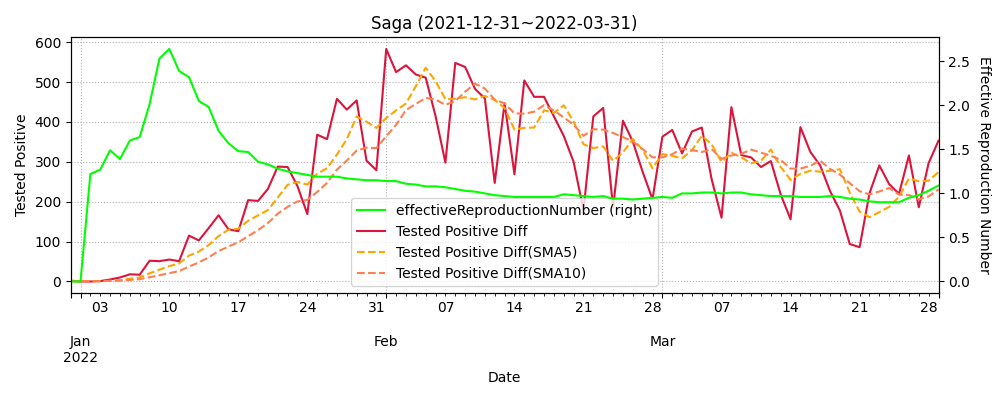 Saga (2021-12-31~2022-03-31)
Tested Positive
600
500
400
300
200
100
0
2.5
2.0
1.5
1.0
0.5
0.0
Effective Reproduction Number
effectiveReproductionNumber (right)
Tested Positive Diff
Tested Positive Diff(SMA5)
Tested Positive Diff(SMA10)
03 10 17 24 31 07 14 21 28 07 14 21 28
Jan Feb Mar
2022
Date